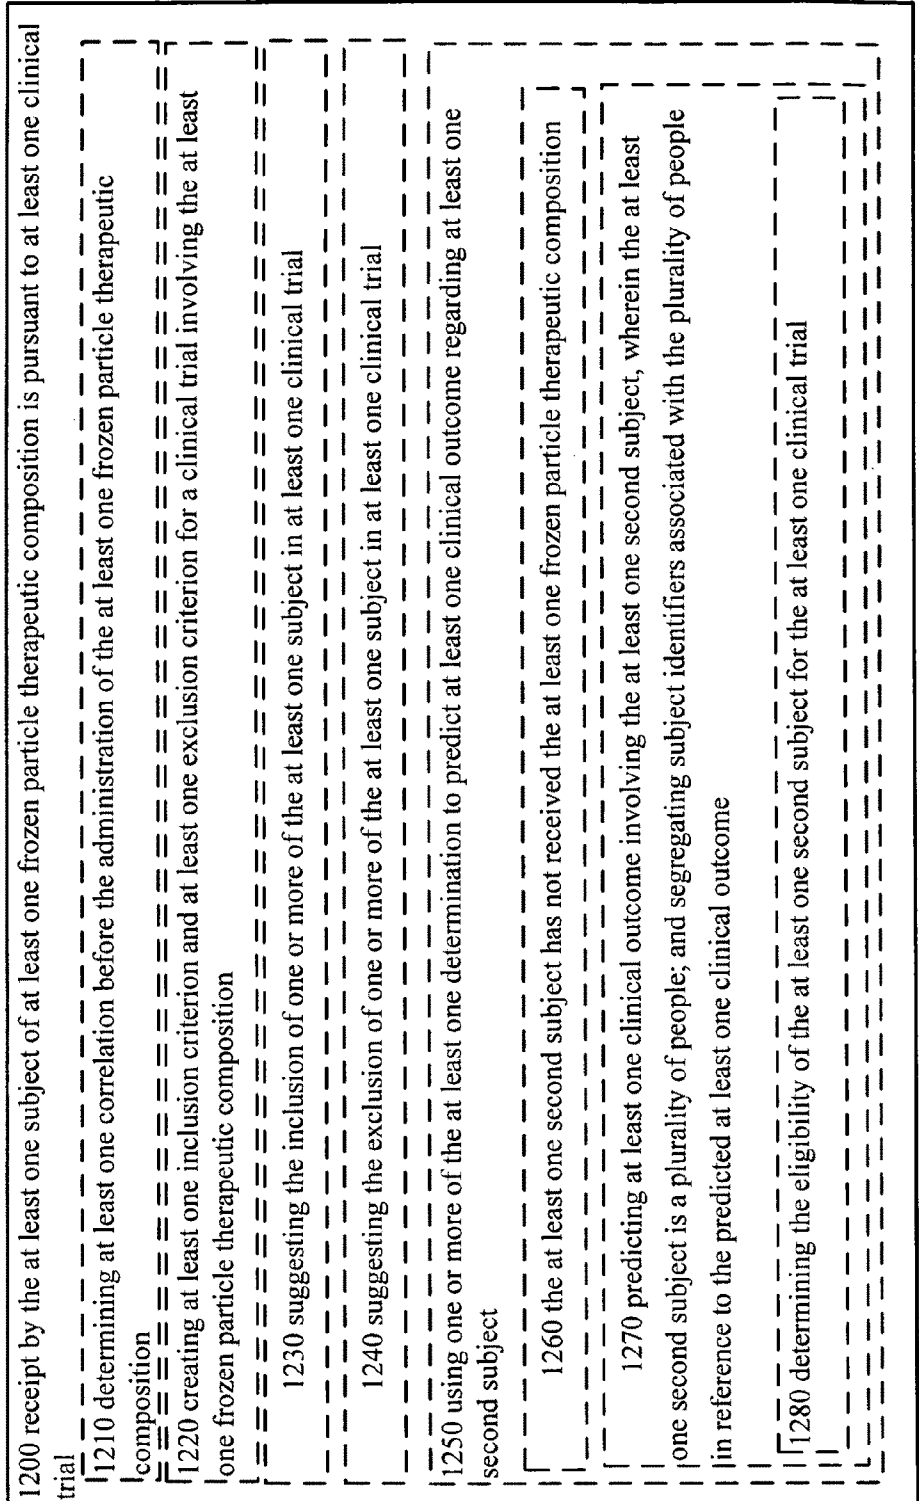 1200 receipt by the at least one subject of at least one frozen particle therapeutic composition is pursuant to at least one clinical
trial
1210 determining at least one correlation before the administration of the at least one frozen particle therapeutic
composition
1220 creating at least one inclusion criterion and at least one exclusion criterion for a clinical trial involving the at least
one frozen particle therapeutic composition
1230 suggesting the inclusion of one or more of the at least one subject in at least one clinical trial
1240 suggesting the exclusion of one or more of the at least one subject in at least one clinical trial
1250 using one or more of the at least one determination to predict at least one clinical outcome regarding at least one
second subject
1260 the at least one second subject has not received the at least one frozen particle therapeutic composition
1270 predicting at least one clinical outcome involving the at least one second subject, wherein the at least
one second subject is a plurality of people; and segregating subject identifiers associated with the plurality of people
in reference to the predicted at least one clinical outcome
1280 determining the eligibility of the at least one second subject for the at least one clinical trial